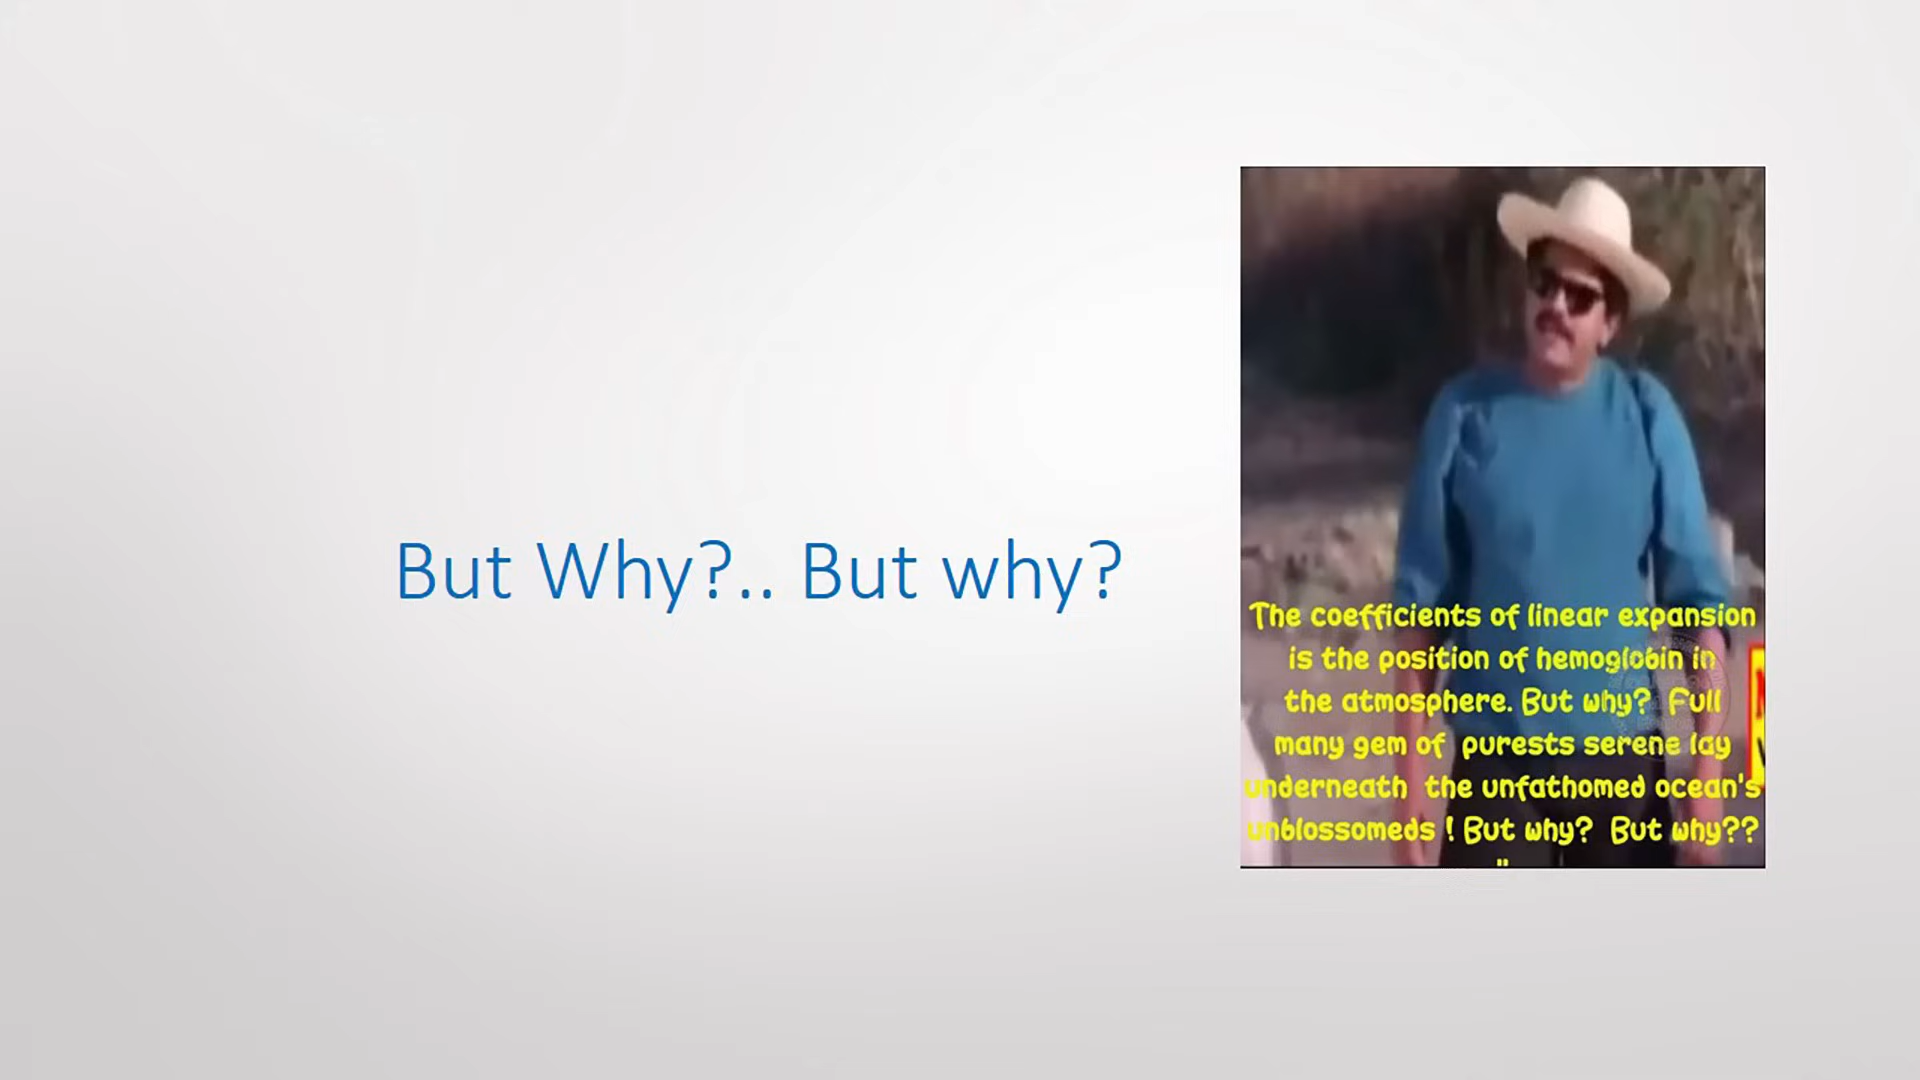 But Why?.. But why?
The coefficients of linear expansion
is the position of hemoglobin in
the atmosphere. But why? Full
many gem of purests serene lay
underneath the unfathomed ocean's
unblossomeds ! But why? But why??
"